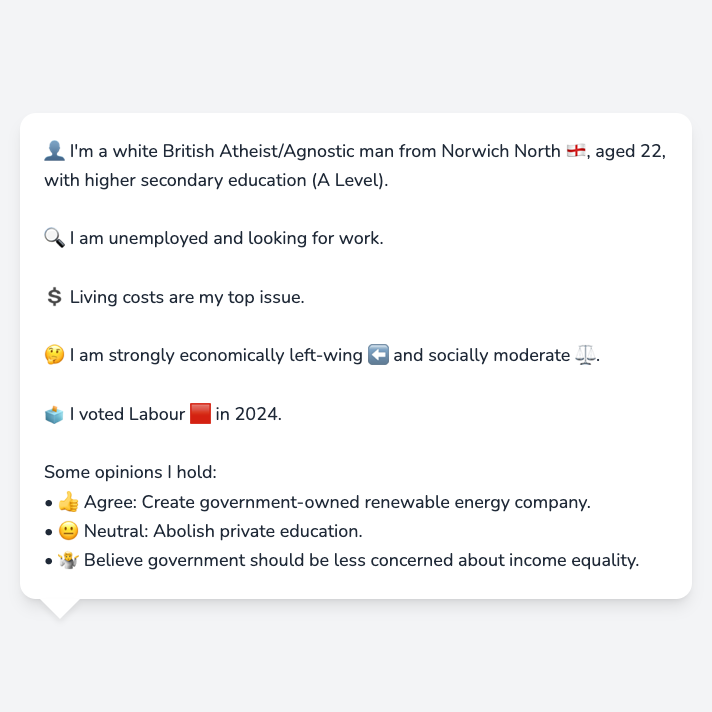 👤 I'm a white British Atheist/Agnostic man from Norwich North 🏴󠁧󠁢󠁥󠁮󠁧󠁿, aged 22,
with higher secondary education (A Level).
🔍 I am unemployed and looking for work.
💲 Living costs are my top issue.
🤔 I am strongly economically left-wing ⬅️ and socially moderate ⚖️.
🗳️ I voted Labour 🟥 in 2024.
Some opinions I hold:
• 👍 Agree: Create government-owned renewable energy company.
• 😐 Neutral: Abolish private education.
• 🤷 Believe government should be less concerned about income equality.